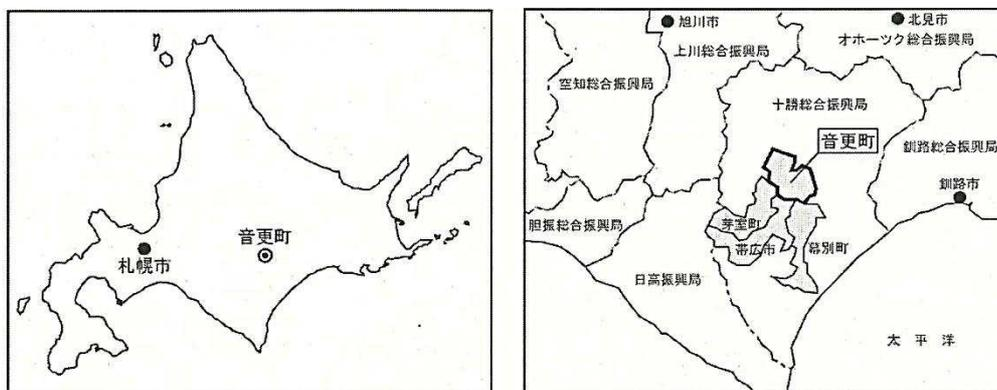 音更町
札幌市
旭川市
北見市
オホーツク総合振興局
上川総合振興局
空知総合振興局
十勝総合振興局
音更町
釧路総合振興局
釧路市
胆振総合振興局
芽室町
帯広市
幕別町
日高振興局
太平洋